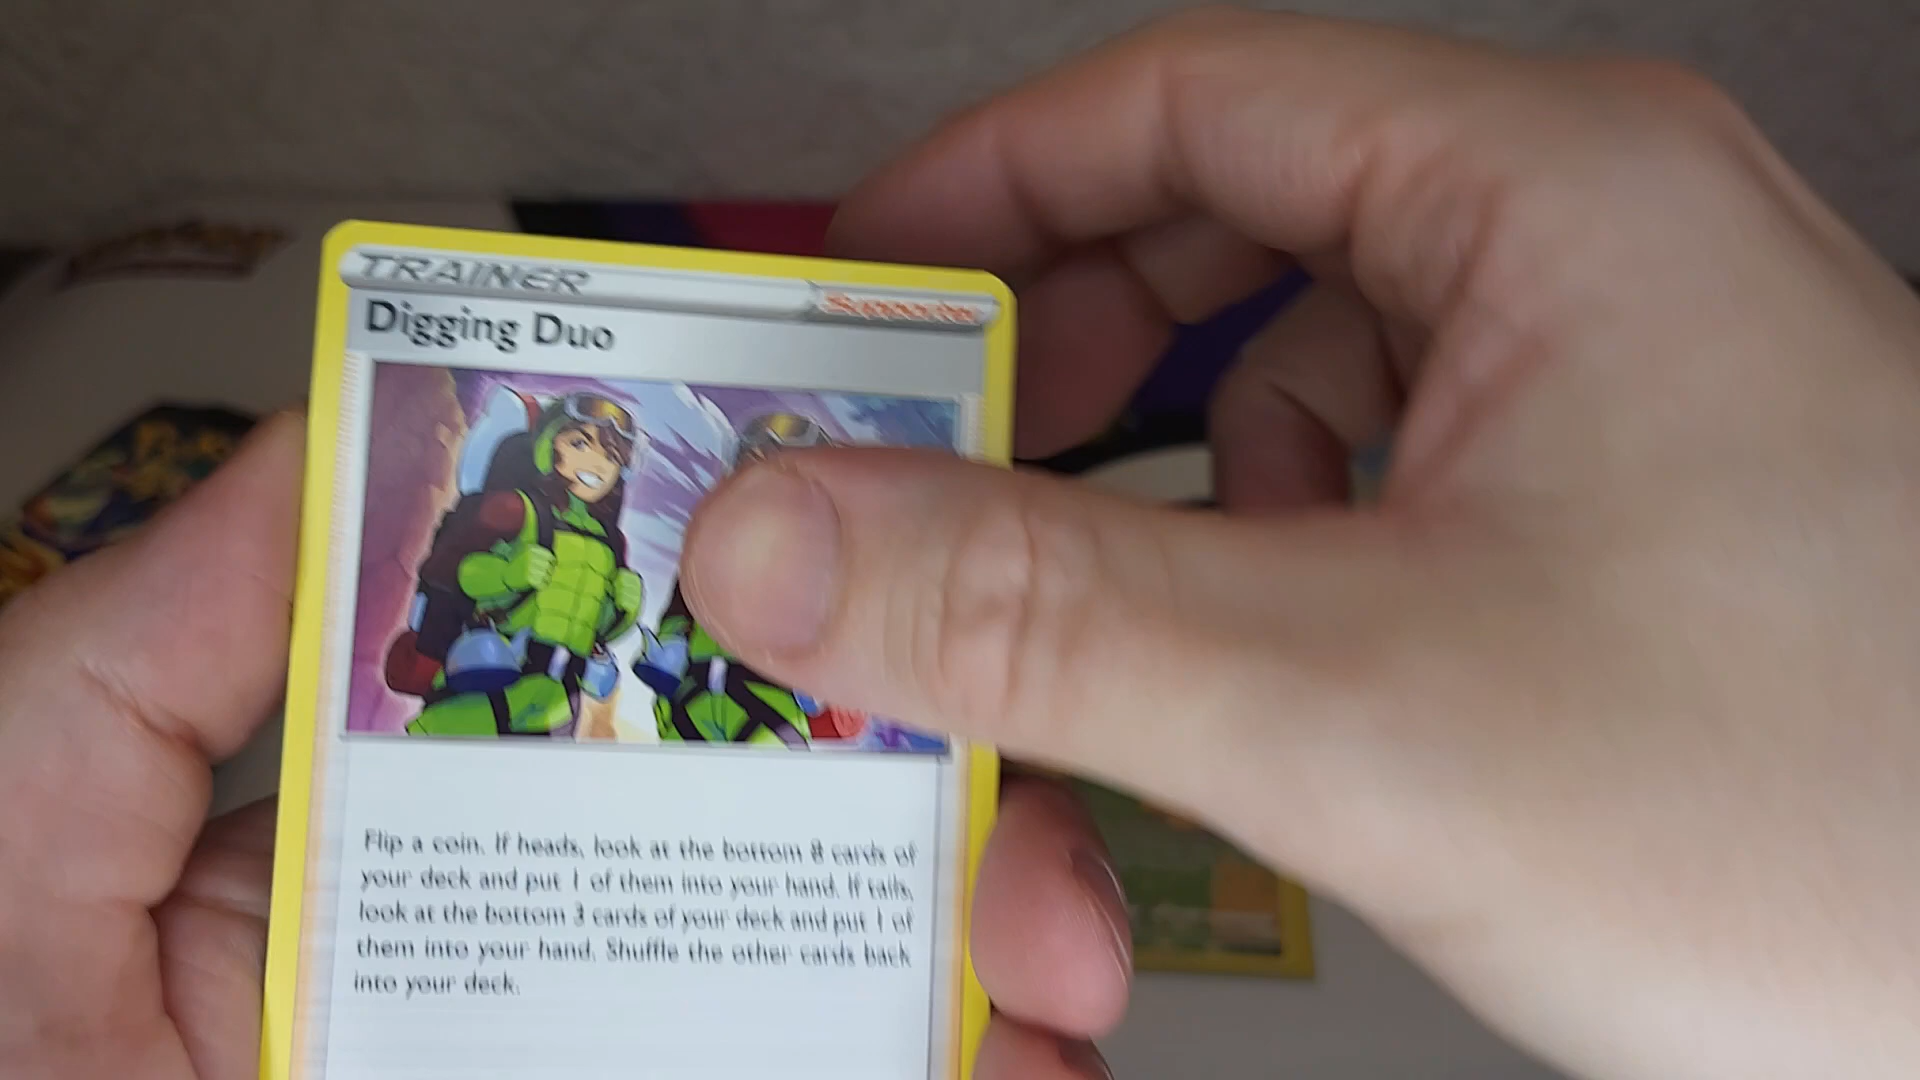 TRAINER
Supporter
Digging Duo
Flip a coin. If heads, look at the bottom 8 cards of
your deck and put 1 of them into your hand. If tails,
look at the bottom 3 cards of your deck and put 1 of
them into your hand. Shuffle the other cards back
into your deck.